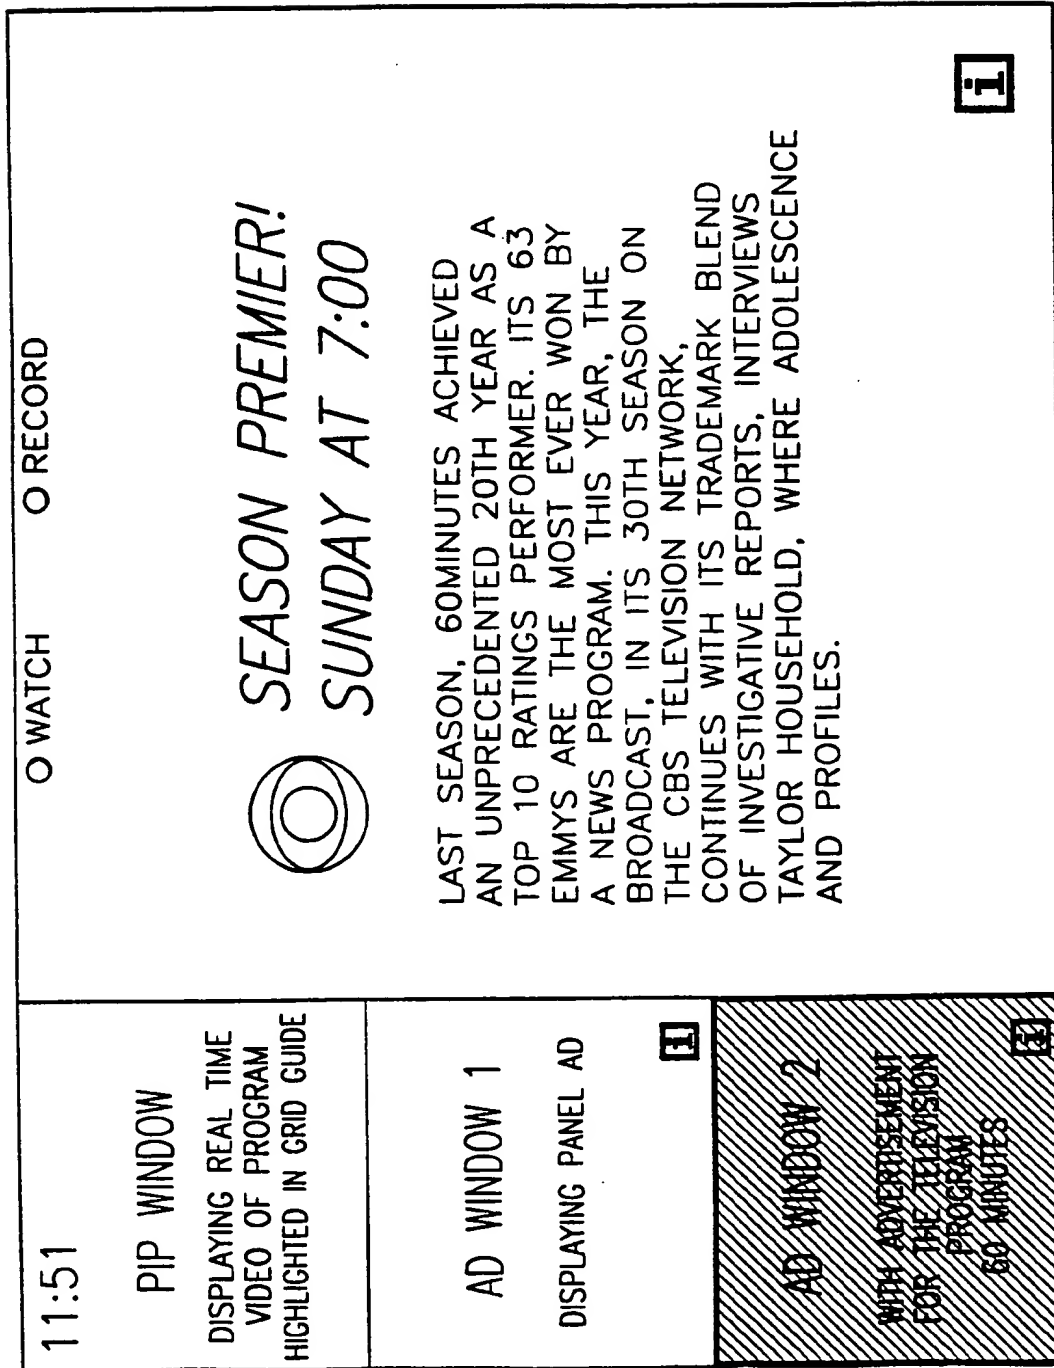 11:51
PIP WINDOW
DISPLAYING REAL TIME
VIDEO OF PROGRAM
HIGHLIGHTED IN GRID GUIDE
AD WINDOW 1
DISPLAYING PANEL AD
i
AD WINDOW 2
WITH ADVERTISEMENT
FOR THE TELEVISION
PROGRAM
60 MINUTES
i
O WATCH O RECORD
SEASON PREMIER!
SUNDAY AT 7:00
LAST SEASON, 60MINUTES ACHIEVED
AN UNPRECEDENTED 20TH YEAR AS A
TOP 10 RATINGS PERFORMER. ITS 63
EMMYS ARE THE MOST EVER WON BY
A NEWS PROGRAM. THIS YEAR, THE
BROADCAST, IN ITS 30TH SEASON ON
THE CBS TELEVISION NETWORK,
CONTINUES WITH ITS TRADEMARK BLEND
OF INVESTIGATIVE REPORTS, INTERVIEWS
TAYLOR HOUSEHOLD, WHERE ADOLESCENCE
AND PROFILES.
i